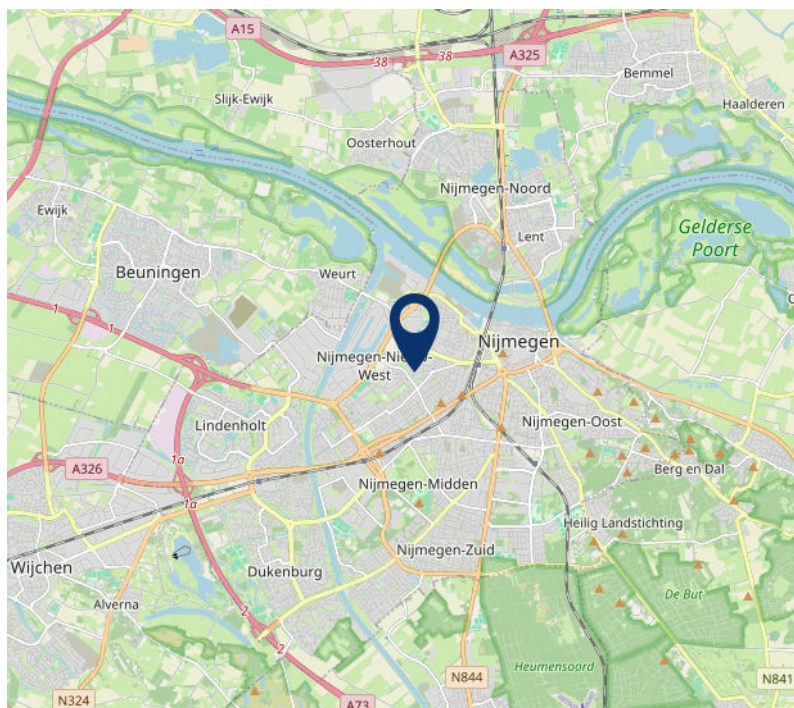 A15
38
38
A325
Bemmel
Slijk-Ewijk
Haalderen
Oosterhout
Nijmegen-Noord
Ewijk
Lent
Gelderse
Poort
Beuningen
Weurt
1
1
Nijmegen
West
Nijmegen-Oost
Lindenholt
1a
A326
Berg en Dal
1a
Nijmegen-Midden
Heilig Landstichting
Nijmegen-Zuid
Wijchen
Dukenburg
De But
Alverna
2
2
Heumensoord
N844
N841
N324
A73